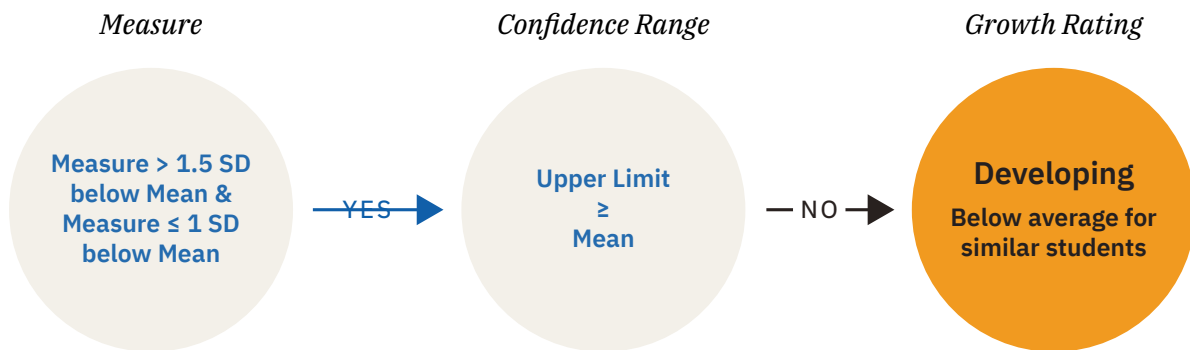 Measure
Confidence Range
Growth Rating
Measure > 1.5 SD
below Mean &
Measure ≤ 1 SD
below Mean
YES
Upper Limit
≥
Mean
NO
Developing
Below average for
similar students